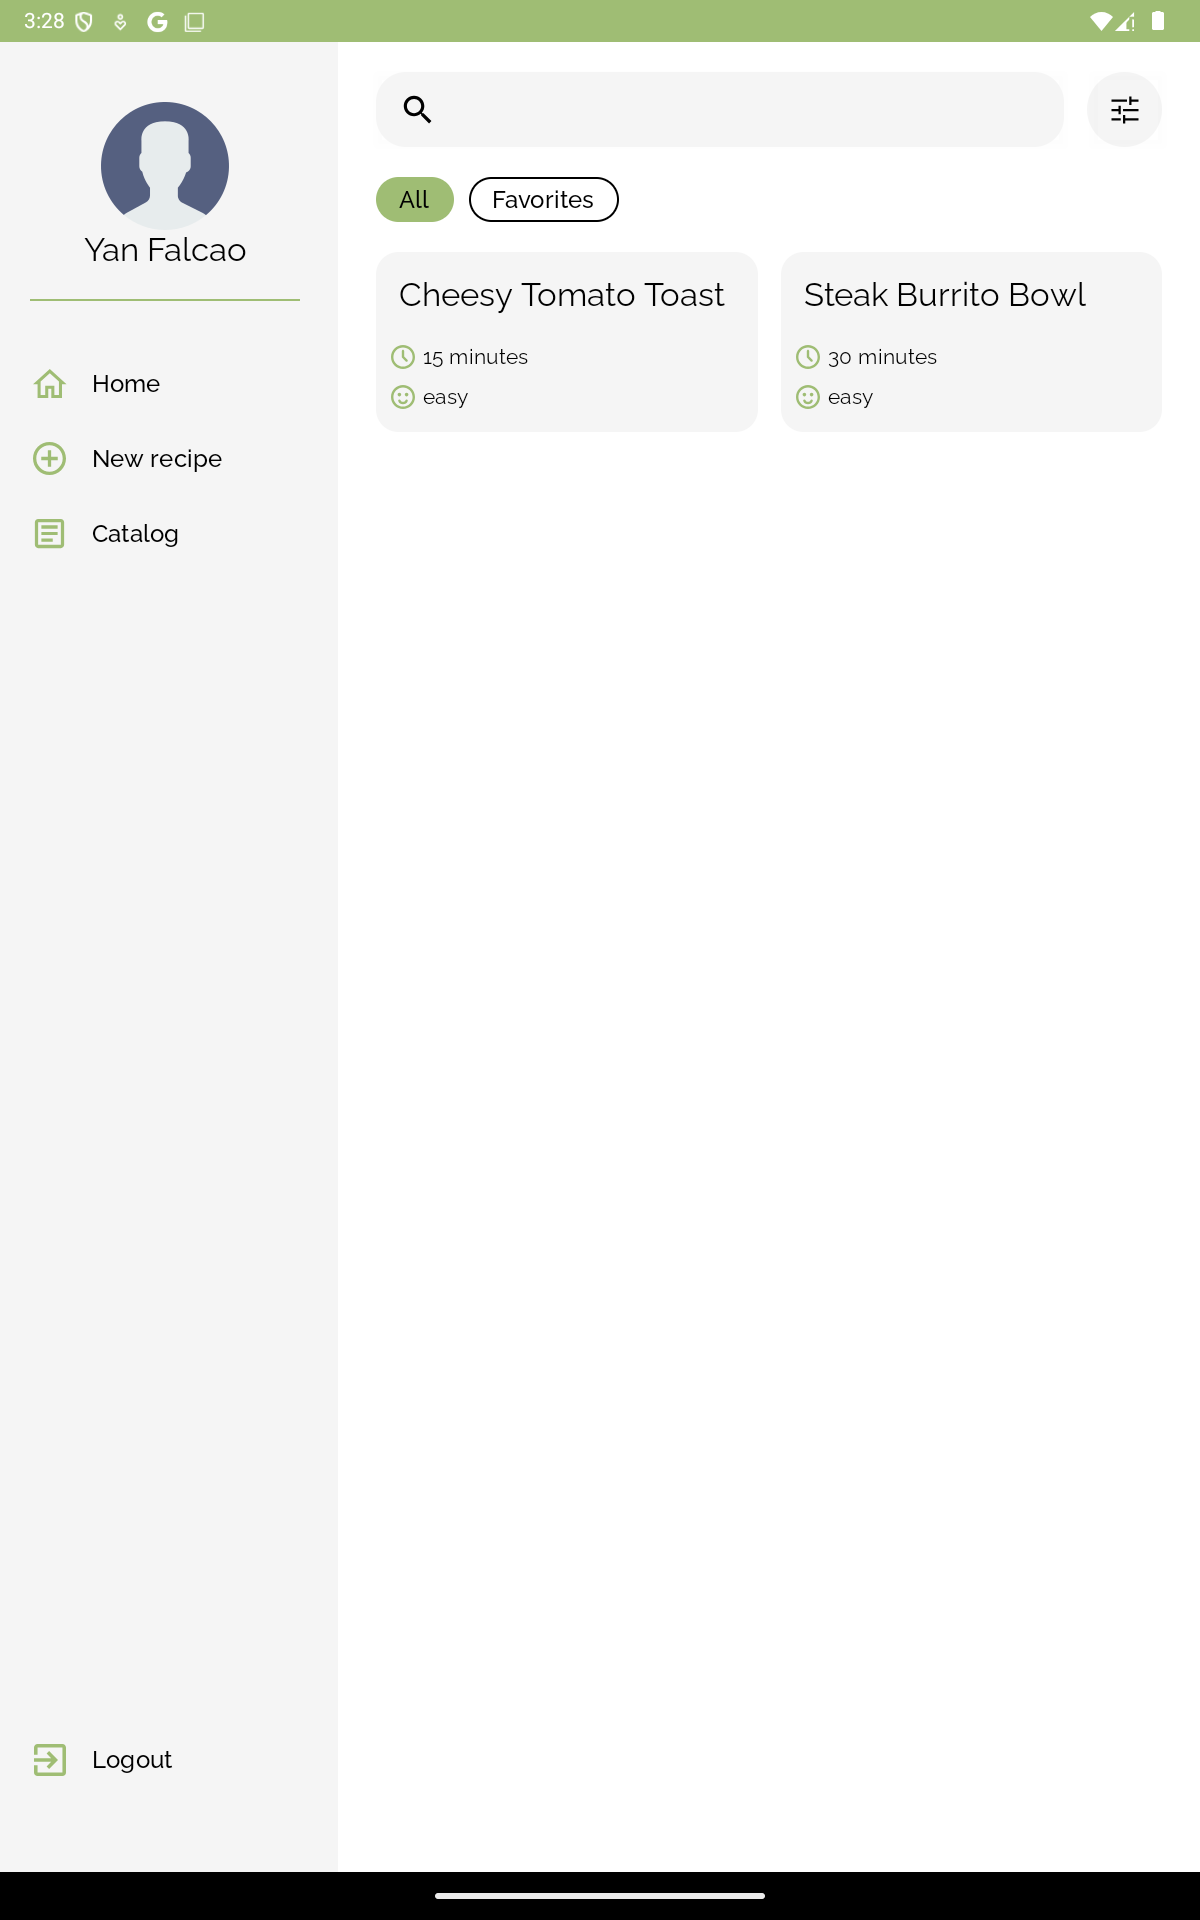 3:28
Yan Falcao
Home
New recipe
Catalog
Logout
All
Favorites
Cheesy Tomato Toast
15 minutes
easy
Steak Burrito Bowl
30 minutes
easy